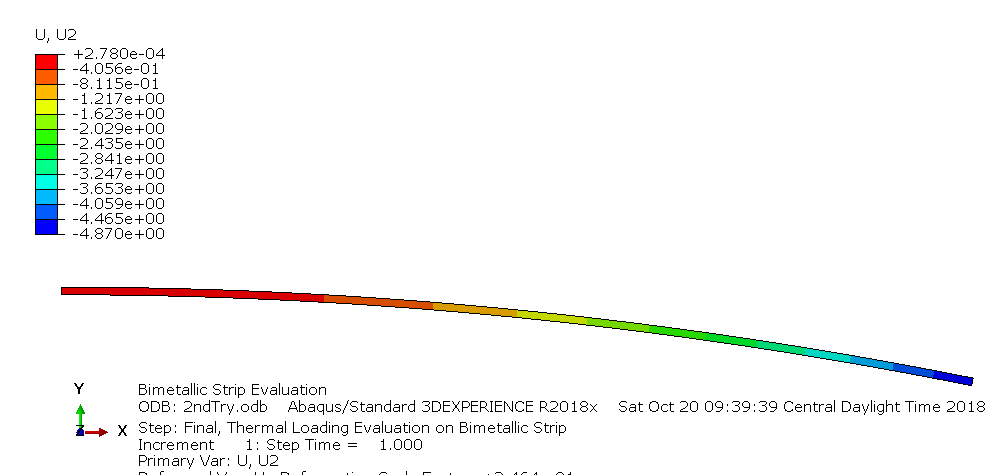 U, U2
+2.780e-04
-4.056e-01
-8.115e-01
-1.217e+00
-1.623e+00
-2.029e+00
-2.435e+00
-2.841e+00
-3.247e+00
-3.653e+00
-4.059e+00
-4.465e+00
-4.870e+00
Y
Z X
Bimetallic Strip Evaluation
ODB: 2ndTry.odb Abaqus/Standard 3DEXPERIENCE R2018x Sat Oct 20 09:39:39 Central Daylight Time 2018
Step: Final, Thermal Loading Evaluation on Bimetallic Strip
Increment 1: Step Time = 1.000
Primary Var: U, U2